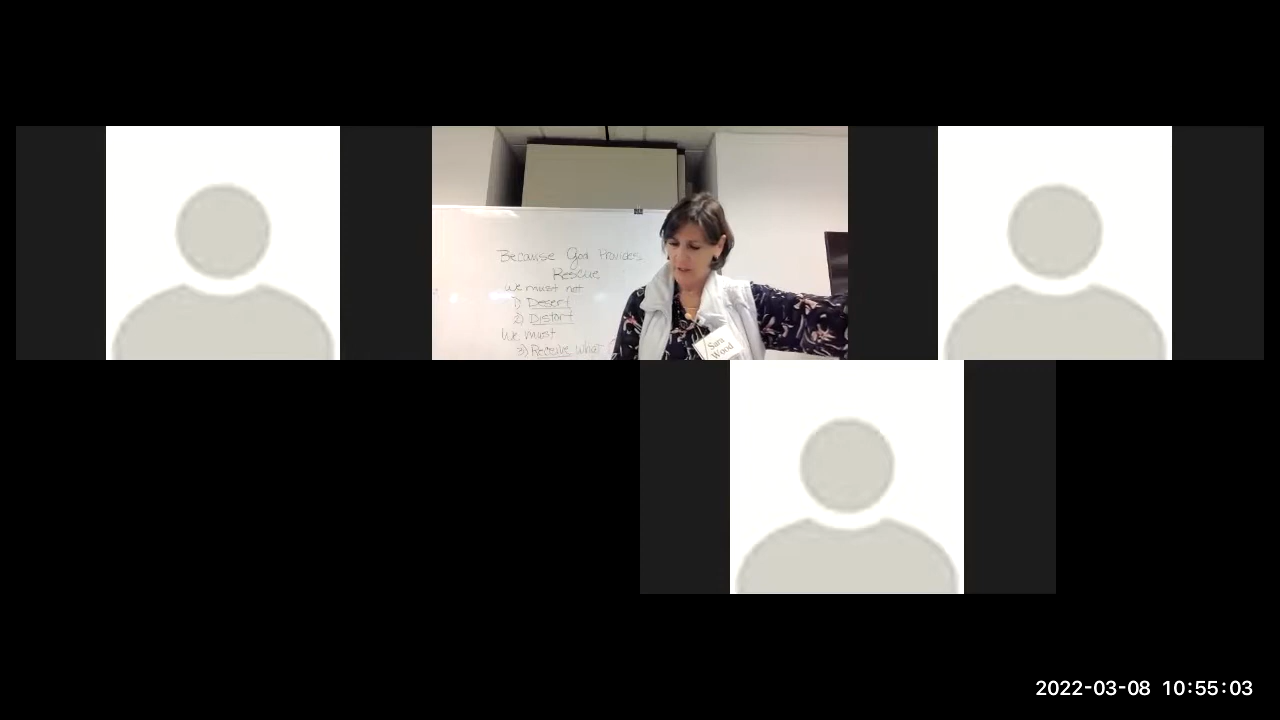 Because God Provides
Rescue
We must not
1) Desert
2) Distort
We must
3) Receive what
Sara
Wood
2022-03-08 10:55:03